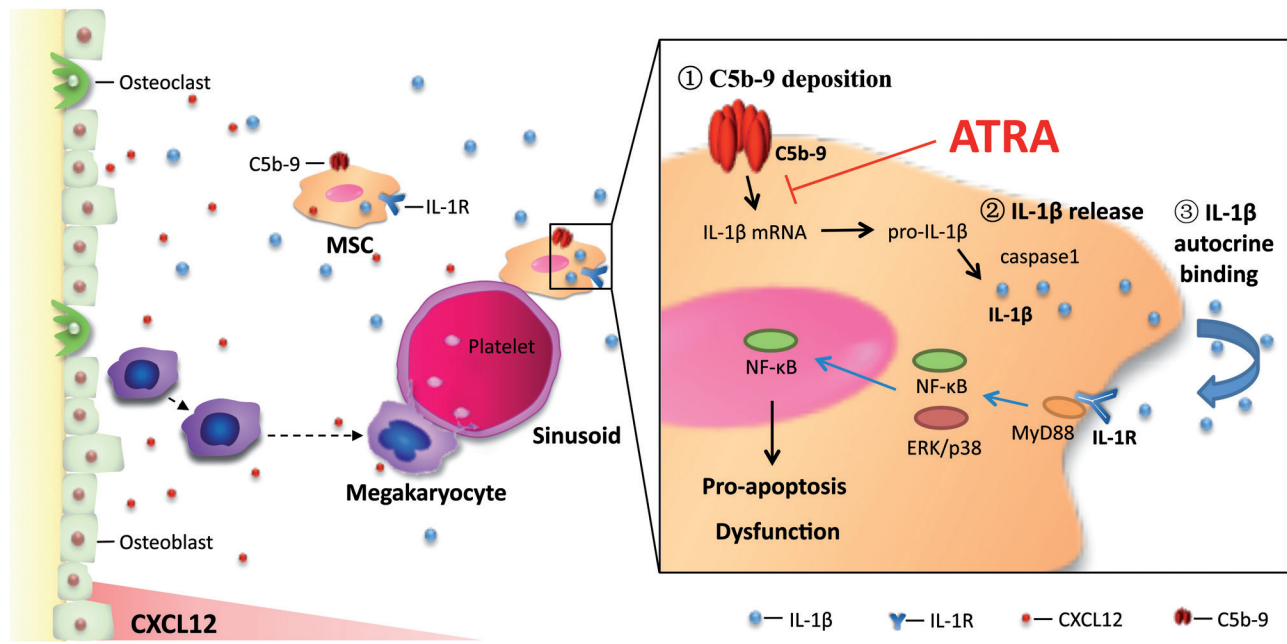 Osteoclast
C5b-9
IL-1R
MSC
Platelet
Sinusoid
Megakaryocyte
Osteoblast
CXCL12
① C5b-9 deposition
C5b-9
ATRA
IL-1β mRNA
pro-IL-1β
② IL-1β release
caspase1
IL-1β
③ IL-1β
autocrine
binding
NF-κB
NF-κB
ERK/p38
MyD88
IL-1R
Pro-apoptosis
Dysfunction
IL-1β
IL-1R
CXCL12
C5b-9